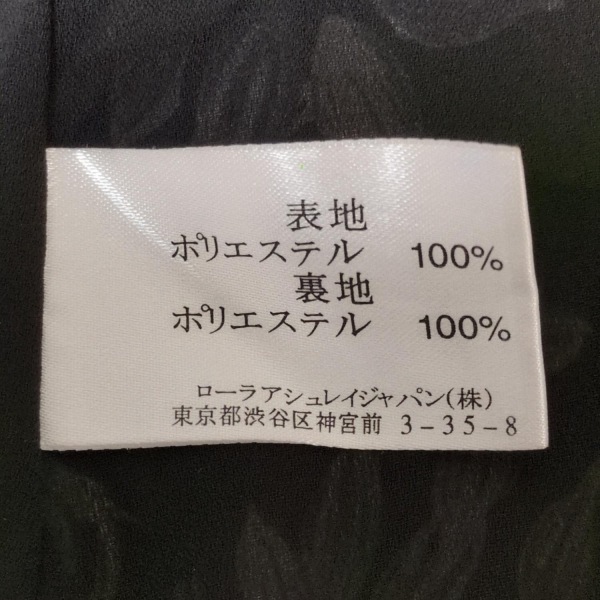 表地
ポリエステル 100%
裏地
ポリエステル 100%
ローラアシュレイジャパン(株)
東京都渋谷区神宮前 3-35-8